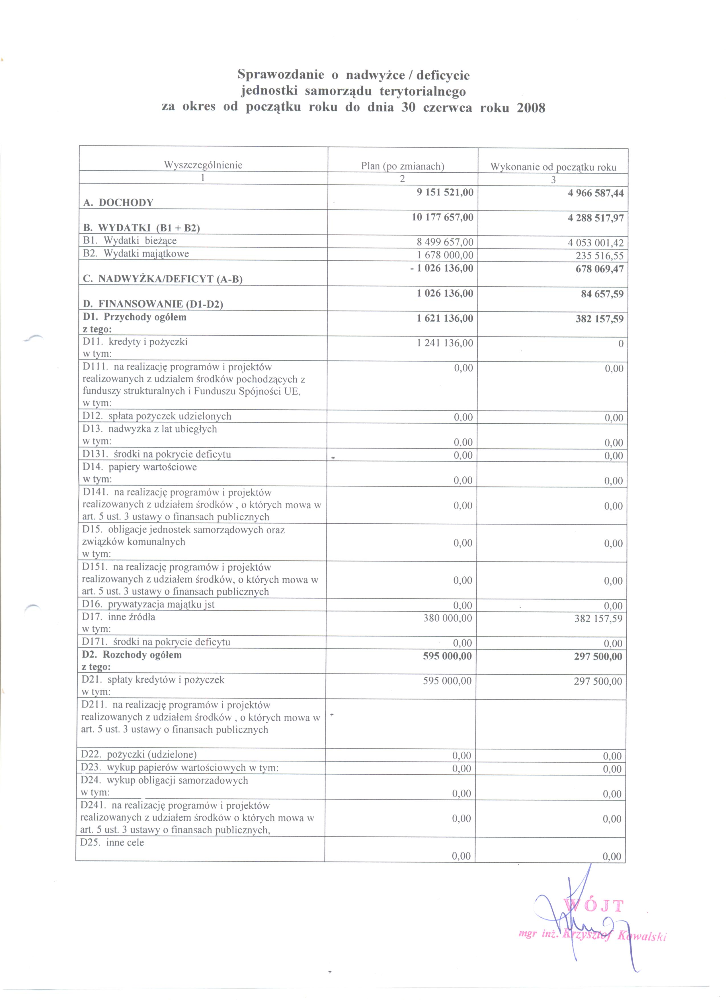 Sprawozdanie o nadwyżce / deficycie
jednostki samorządu terytorialnego
za okres od początku roku do dnia 30 czerwca roku 2008
Wyszczególnienie Plan (po zmianach) Wykonanie od początku roku
1 2 3
9 151 521,00 4 966 587,44
A. DOCHODY
10 177 657,00 4 288 517,97
B. WYDATKI (B1 + B2)
B1. Wydatki bieżące 8 499 657,00 4 053 001,42
B2. Wydatki majątkowe 1 678 000,00 235 516,55
- 1 026 136,00 678 069,47
C. NADWYŻKA/DEFICYT (A-B)
1 026 136,00 84 657,59
D. FINANSOWANIE (D1-D2)
D1. Przychody ogółem 1 621 136,00 382 157,59
z tego:
D11. kredyty i pożyczki 1 241 136,00 0
w tym:
D111. na realizację programów i projektów 0,00 0,00
realizowanych z udziałem środków pochodzących z
funduszy strukturalnych i Funduszu Spójności UE,
w tym:
D12. spłata pożyczek udzielonych 0,00 0,00
D13. nadwyżka z lat ubiegłych
w tym: 0,00 0,00
D131. środki na pokrycie deficytu 0,00 0,00
D14. papiery wartościowe
w tym: 0,00 0,00
D141. na realizację programów i projektów
realizowanych z udziałem środków , o których mowa w 0,00 0,00
art. 5 ust. 3 ustawy o finansach publicznych
D15. obligacje jednostek samorządowych oraz
związków komunalnych 0,00 0,00
w tym:
D151. na realizację programów i projektów
realizowanych z udziałem środków, o których mowa w 0,00 0,00
art. 5 ust. 3 ustawy o finansach publicznych
D16. prywatyzacja majątku jst 0,00 0,00
D17. inne źródła 380 000,00 382 157,59
w tym:
D171. środki na pokrycie deficytu 0,00 0,00
D2. Rozchody ogółem 595 000,00 297 500,00
z tego:
D21. spłaty kredytów i pożyczek 595 000,00 297 500,00
w tym:
D211. na realizację programów i projektów
realizowanych z udziałem środków , o których mowa w
art. 5 ust. 3 ustawy o finansach publicznych
D22. pożyczki (udzielone) 0,00 0,00
D23. wykup papierów wartościowych w tym: 0,00 0,00
D24. wykup obligacji samorzadowych
w tym: 0,00 0,00
D241. na realizację programów i projektów
realizowanych z udziałem środków o których mowa w 0,00 0,00
art. 5 ust. 3 ustawy o finansach publicznych,
D25. inne cele
0,00 0,00
WÓJT
mgr inż. Krzysztof Kowalski